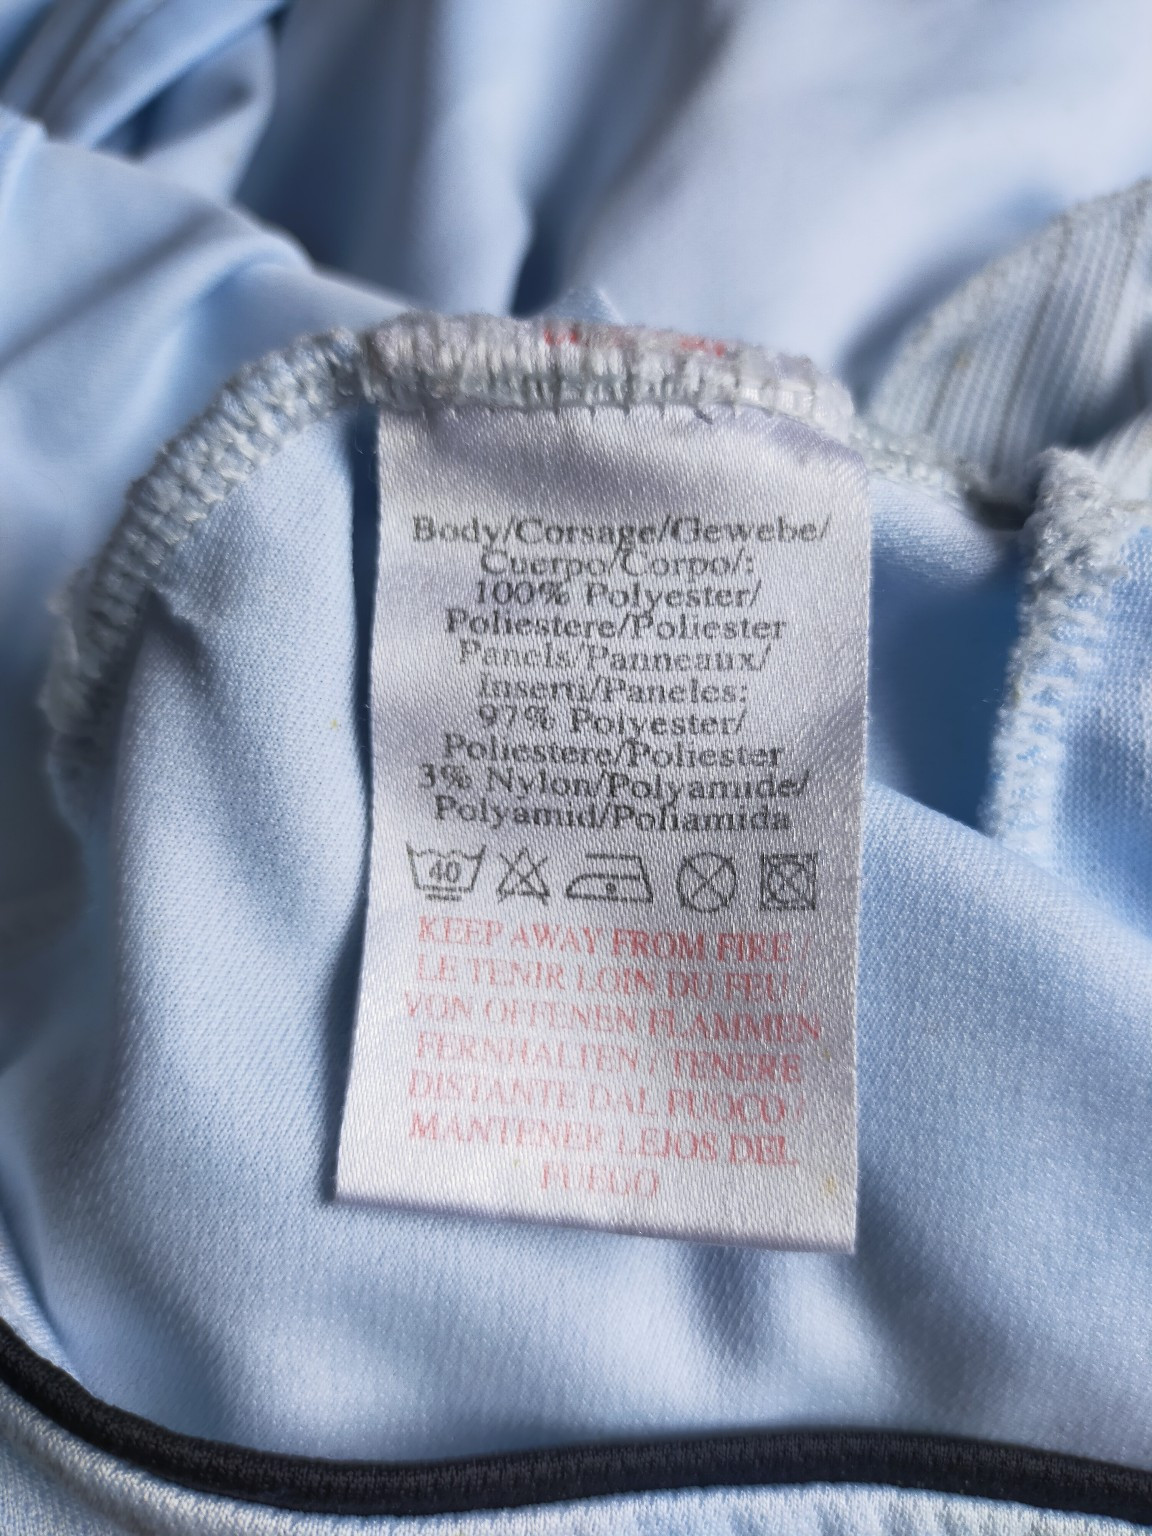 Body/Corsage/Gewebe/
Cuerpo/Corpo/:
100% Polyester/
Poliestere/Poliester
Panels/Panneaux/
Inserti/Paneles:
97% Polyester/
Poliestere/Poliester
3% Nylon/Polyamide/
Polyamid/Poliamida
40
KEEP AWAY FROM FIRE /
LE TENIR LOIN DU FEU /
VON OFFENEN FLAMMEN
FERNHALTEN / TENERE
DISTANTE DAL FUOCO /
MANTENER LEJOS DEL
FUEGO